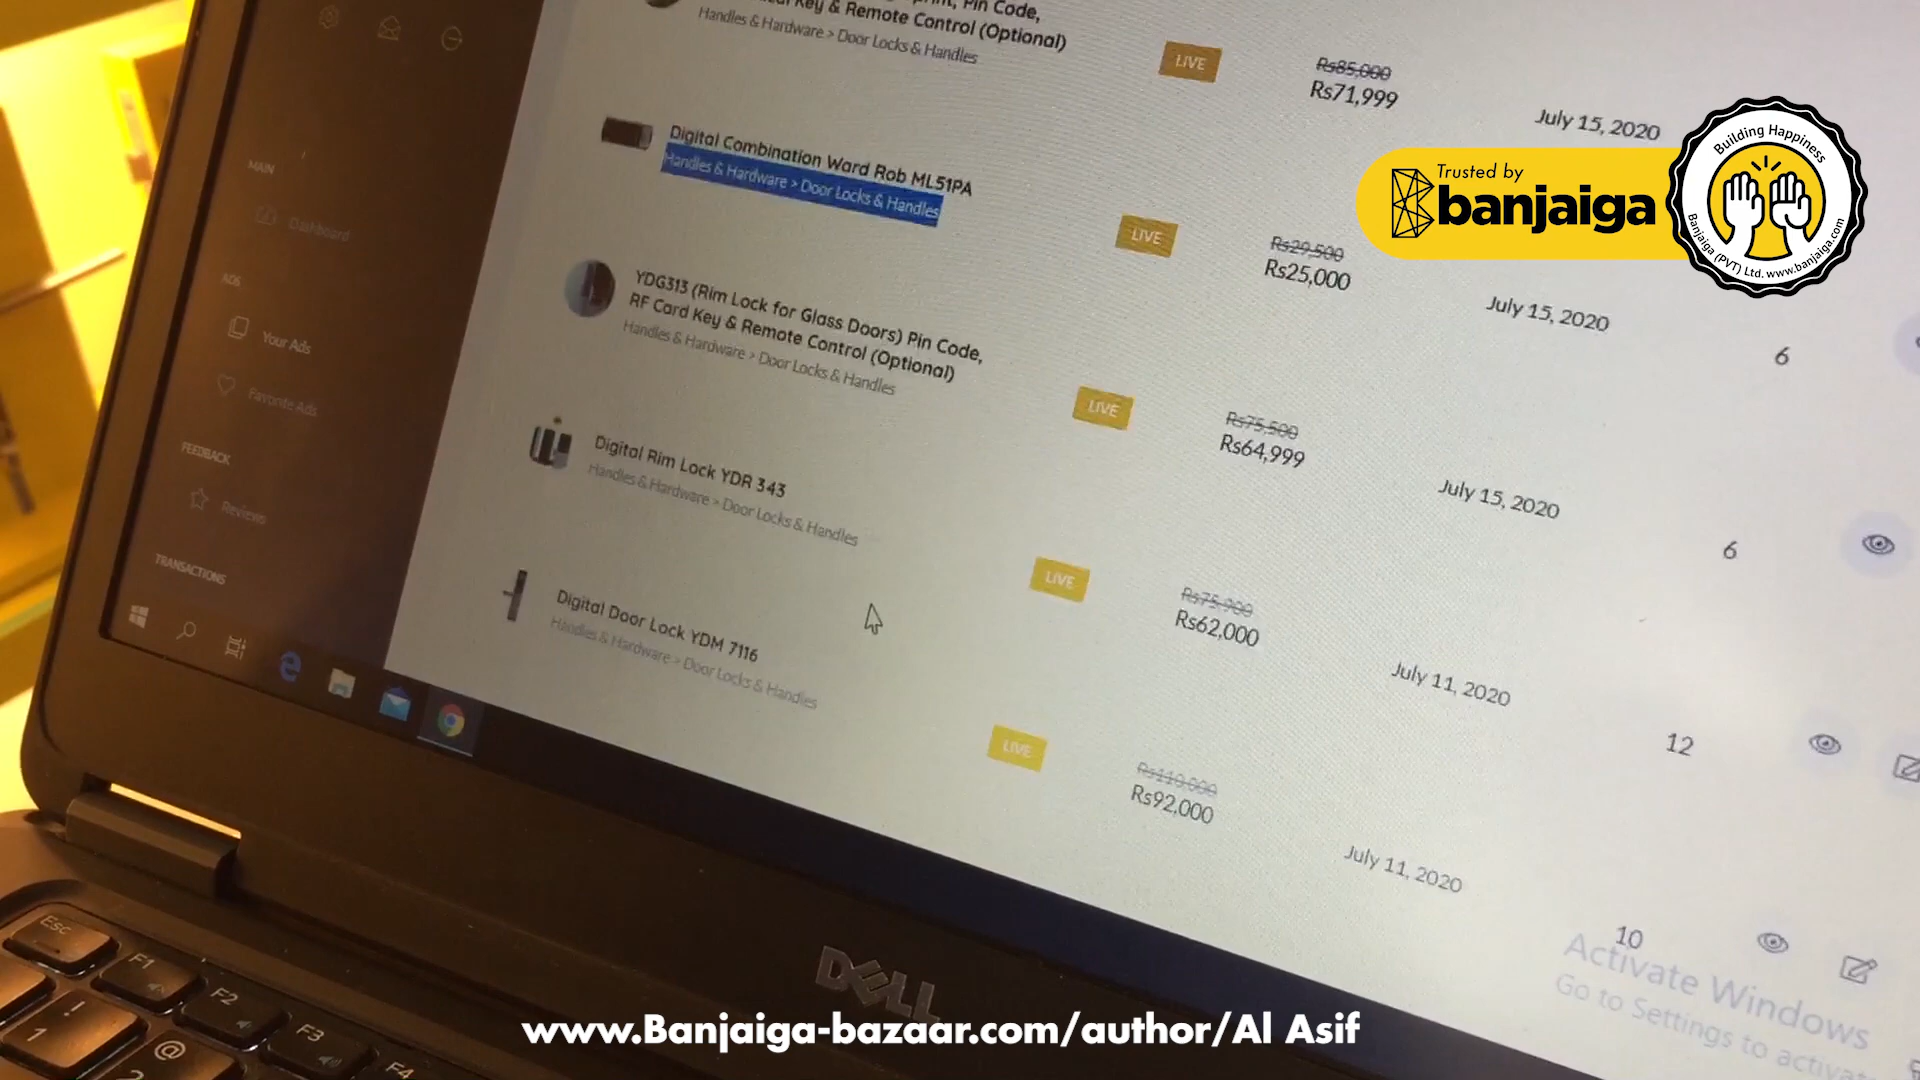 Pin Code,
Key & Remote Control (Optional)
Handles & Hardware > Door Locks & Handles
LIVE
Rs85,000
Rs71,999
July 15, 2020
Digital Combination Ward Rob ML51PA
Handles & Hardware > Door Locks & Handles
LIVE
Rs29,500
Rs25,000
July 15, 2020
6
YDG313 (Rim Lock for Glass Doors) Pin Code,
RF Card Key & Remote Control (Optional)
Handles & Hardware > Door Locks & Handles
LIVE
Rs75,500
Rs64,999
July 15, 2020
6
Digital Rim Lock YDR 343
Handles & Hardware > Door Locks & Handles
LIVE
Rs75,900
Rs62,000
July 11, 2020
12
Digital Door Lock YDM 7116
Handles & Hardware > Door Locks & Handles
LIVE
Rs110,000
Rs92,000
July 11, 2020
10
MAIN
Dashboard
ADS
Your Ads
Favorite Ads
FEEDBACK
Reviews
TRANSACTIONS
Activate Windows
Go to Settings to activate
Trusted by
banjaiga
Building Happiness
Banjaiga (PVT) Ltd. www.banjaiga.com
DELL
Esc
F1
F2
F3
F4
!
1
@
2
www.Banjaiga-bazaar.com/author/Al Asif